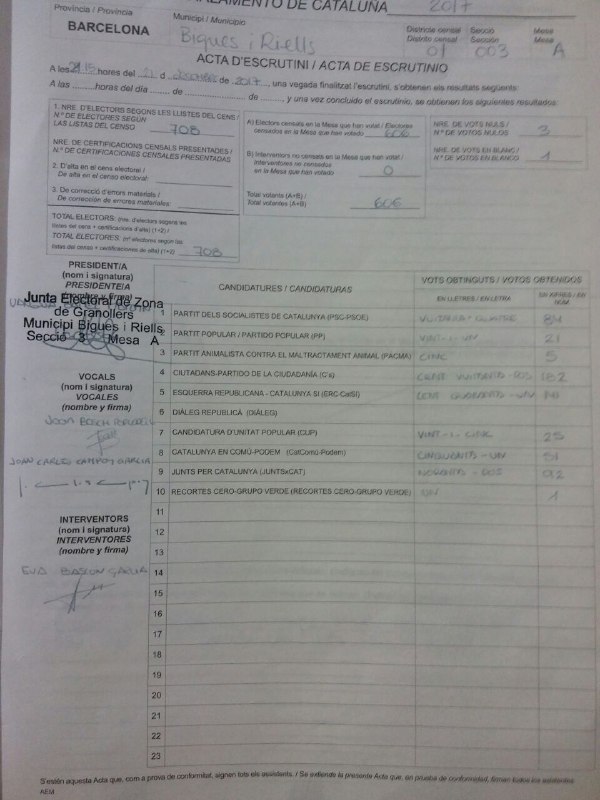 PARLAMENTO DE CATALUÑA 2017
Província / Provincia
BARCELONA
Municipi / Municipio
Bigues i Riells
Districte censal
Distrito censal
01
Secció
Sección
003
Mesa
Mesa
A
ACTA D'ESCRUTINI / ACTA DE ESCRUTINIO
A les hores del 21 d desembre de 2017, una vegada finalitzat l'escrutini, s'obtenen els resultats següents:
A las ........horas del día ........ de ............... de ........, y una vez concluido el escrutinio, se obtienen los siguientes resultados:
1. NRE. D'ELECTORS SEGONS LES LLISTES DEL CENS /
N.º DE ELECTORES SEGÚN
LAS LISTAS DEL CENSO 708
NRE. DE CERTIFICACIONS CENSALS PRESENTADES /
N.º DE CERTIFICACIONES CENSALES PRESENTADAS
2. D'alta en el cens electoral /
De alta en el censo electoral:
3. De correcció d'errors materials /
De corrección de errores materiales:
TOTAL ELECTORS: (nre. d'electors segons les
llistes del cens + certificacions d'alta) (1+2) /
TOTAL ELECTORES: (nº electores según las
listas del censo + certificaciones de alta) (1+2) 708
A) Electors censats en la Mesa que han votat / Electores
censados en la Mesa que han votado 606
B) Interventors no censats en la Mesa que han votat /
Interventores no censados
en la Mesa que han votado 0
Total votants (A+B) /
Total votantes (A+B) 606
NRE. DE VOTS NULS /
N.º DE VOTOS NULOS 3
NRE. DE VOTS EN BLANC /
N.º DE VOTOS EN BLANCO 1
PRESIDENT/A
(nom i signatura)
PRESIDENTE/A
(nombre y firma)
Junta Electoral de Zona
de Granollers
Municipi Bigues i Riells
Secció 3 Mesa A
VOCALS
(nom i signatura)
VOCALES
(nombre y firma)
JOAN CARLES CAMPOS GARCIA
INTERVENTORS
(nom i signatura)
INTERVENTORES
(nombre y firma)
EVA GARCIA
CANDIDATURES / CANDIDATURAS
VOTS OBTINGUTS / VOTOS OBTENIDOS
EN LLETRES / EN LETRA
EN XIFRES / EN NÚM.
1 PARTIT DELS SOCIALISTES DE CATALUNYA (PSC-PSOE) VUITANTA-QUATRE 84
2 PARTIT POPULAR / PARTIDO POPULAR (PP) VINT-I-UN 21
3 PARTIT ANIMALISTA CONTRA EL MALTRACTAMENT ANIMAL (PACMA) CINC 5
4 CIUTADANS-PARTIDO DE LA CIUDADANÍA (C's) CENT VUITANTA-DOS 182
5 ESQUERRA REPUBLICANA - CATALUNYA SÍ (ERC-CatSÍ) CENT QUARANTA-UN 141
6 DIÀLEG REPUBLICÀ (DIÀLEG)
7 CANDIDATURA D'UNITAT POPULAR (CUP) VINT-I-CINC 25
8 CATALUNYA EN COMÚ-PODEM (CatComú-Podem) CINQUANTA-UN 51
9 JUNTS PER CATALUNYA (JUNTSxCAT) NORANTA-DOS 92
10 RECORTES CERO-GRUPO VERDE (RECORTES CERO-GRUPO VERDE) UN 1
11
12
13
14
15
16
17
18
19
20
21
22
23
S'estén aquesta Acta que, com a prova de conformitat, signen tots els assistents. / Se extiende la presente Acta que, en prueba de conformidad, firman todos los asistentes.
AEM